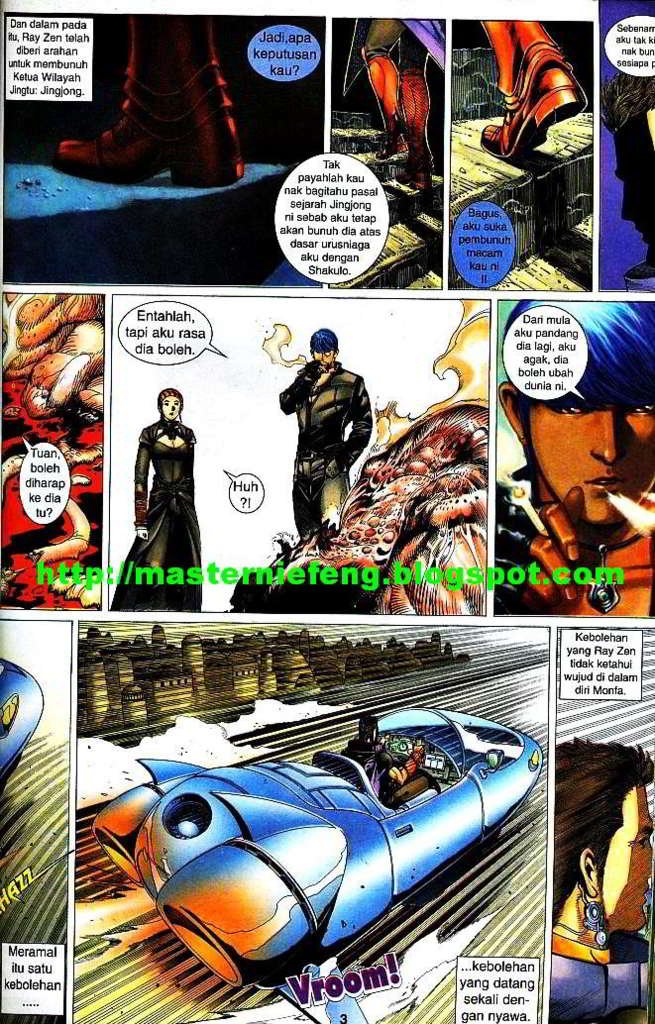 Dan dalam pada
itu, Ray Zen telah
diberi arahan
untuk membunuh
Ketua Wilayah
Jingtu: Jingjong.
Jadi,apa
keputusan
kau?
Tak
payahlah kau
nak bagitahu pasal
sejarah Jingjong
ni sebab aku tetap
akan bunuh dia atas
dasar urusniaga
aku dengan
Shakulo.
Bagus,
aku suka
pembunuh
macam
kau ni
!!
aku tak
nak
Tuan,
boleh
diharap
ke dia
tu?
Entahlah,
tapi aku rasa
dia boleh.
Huh
?!
Dari mula
aku pandang
dia lagi, aku
agak, dia
boleh ubah
dunia ni.
http://masterniefeng.blogspot.com
Meramal
itu satu
kebolehan
.....
Vroom!
Kebolehan
yang Ray Zen
tidak ketahui
wujud di dalam
diri Monfa.
...kebolehan
yang datang
sekali den-
gan nyawa.
3